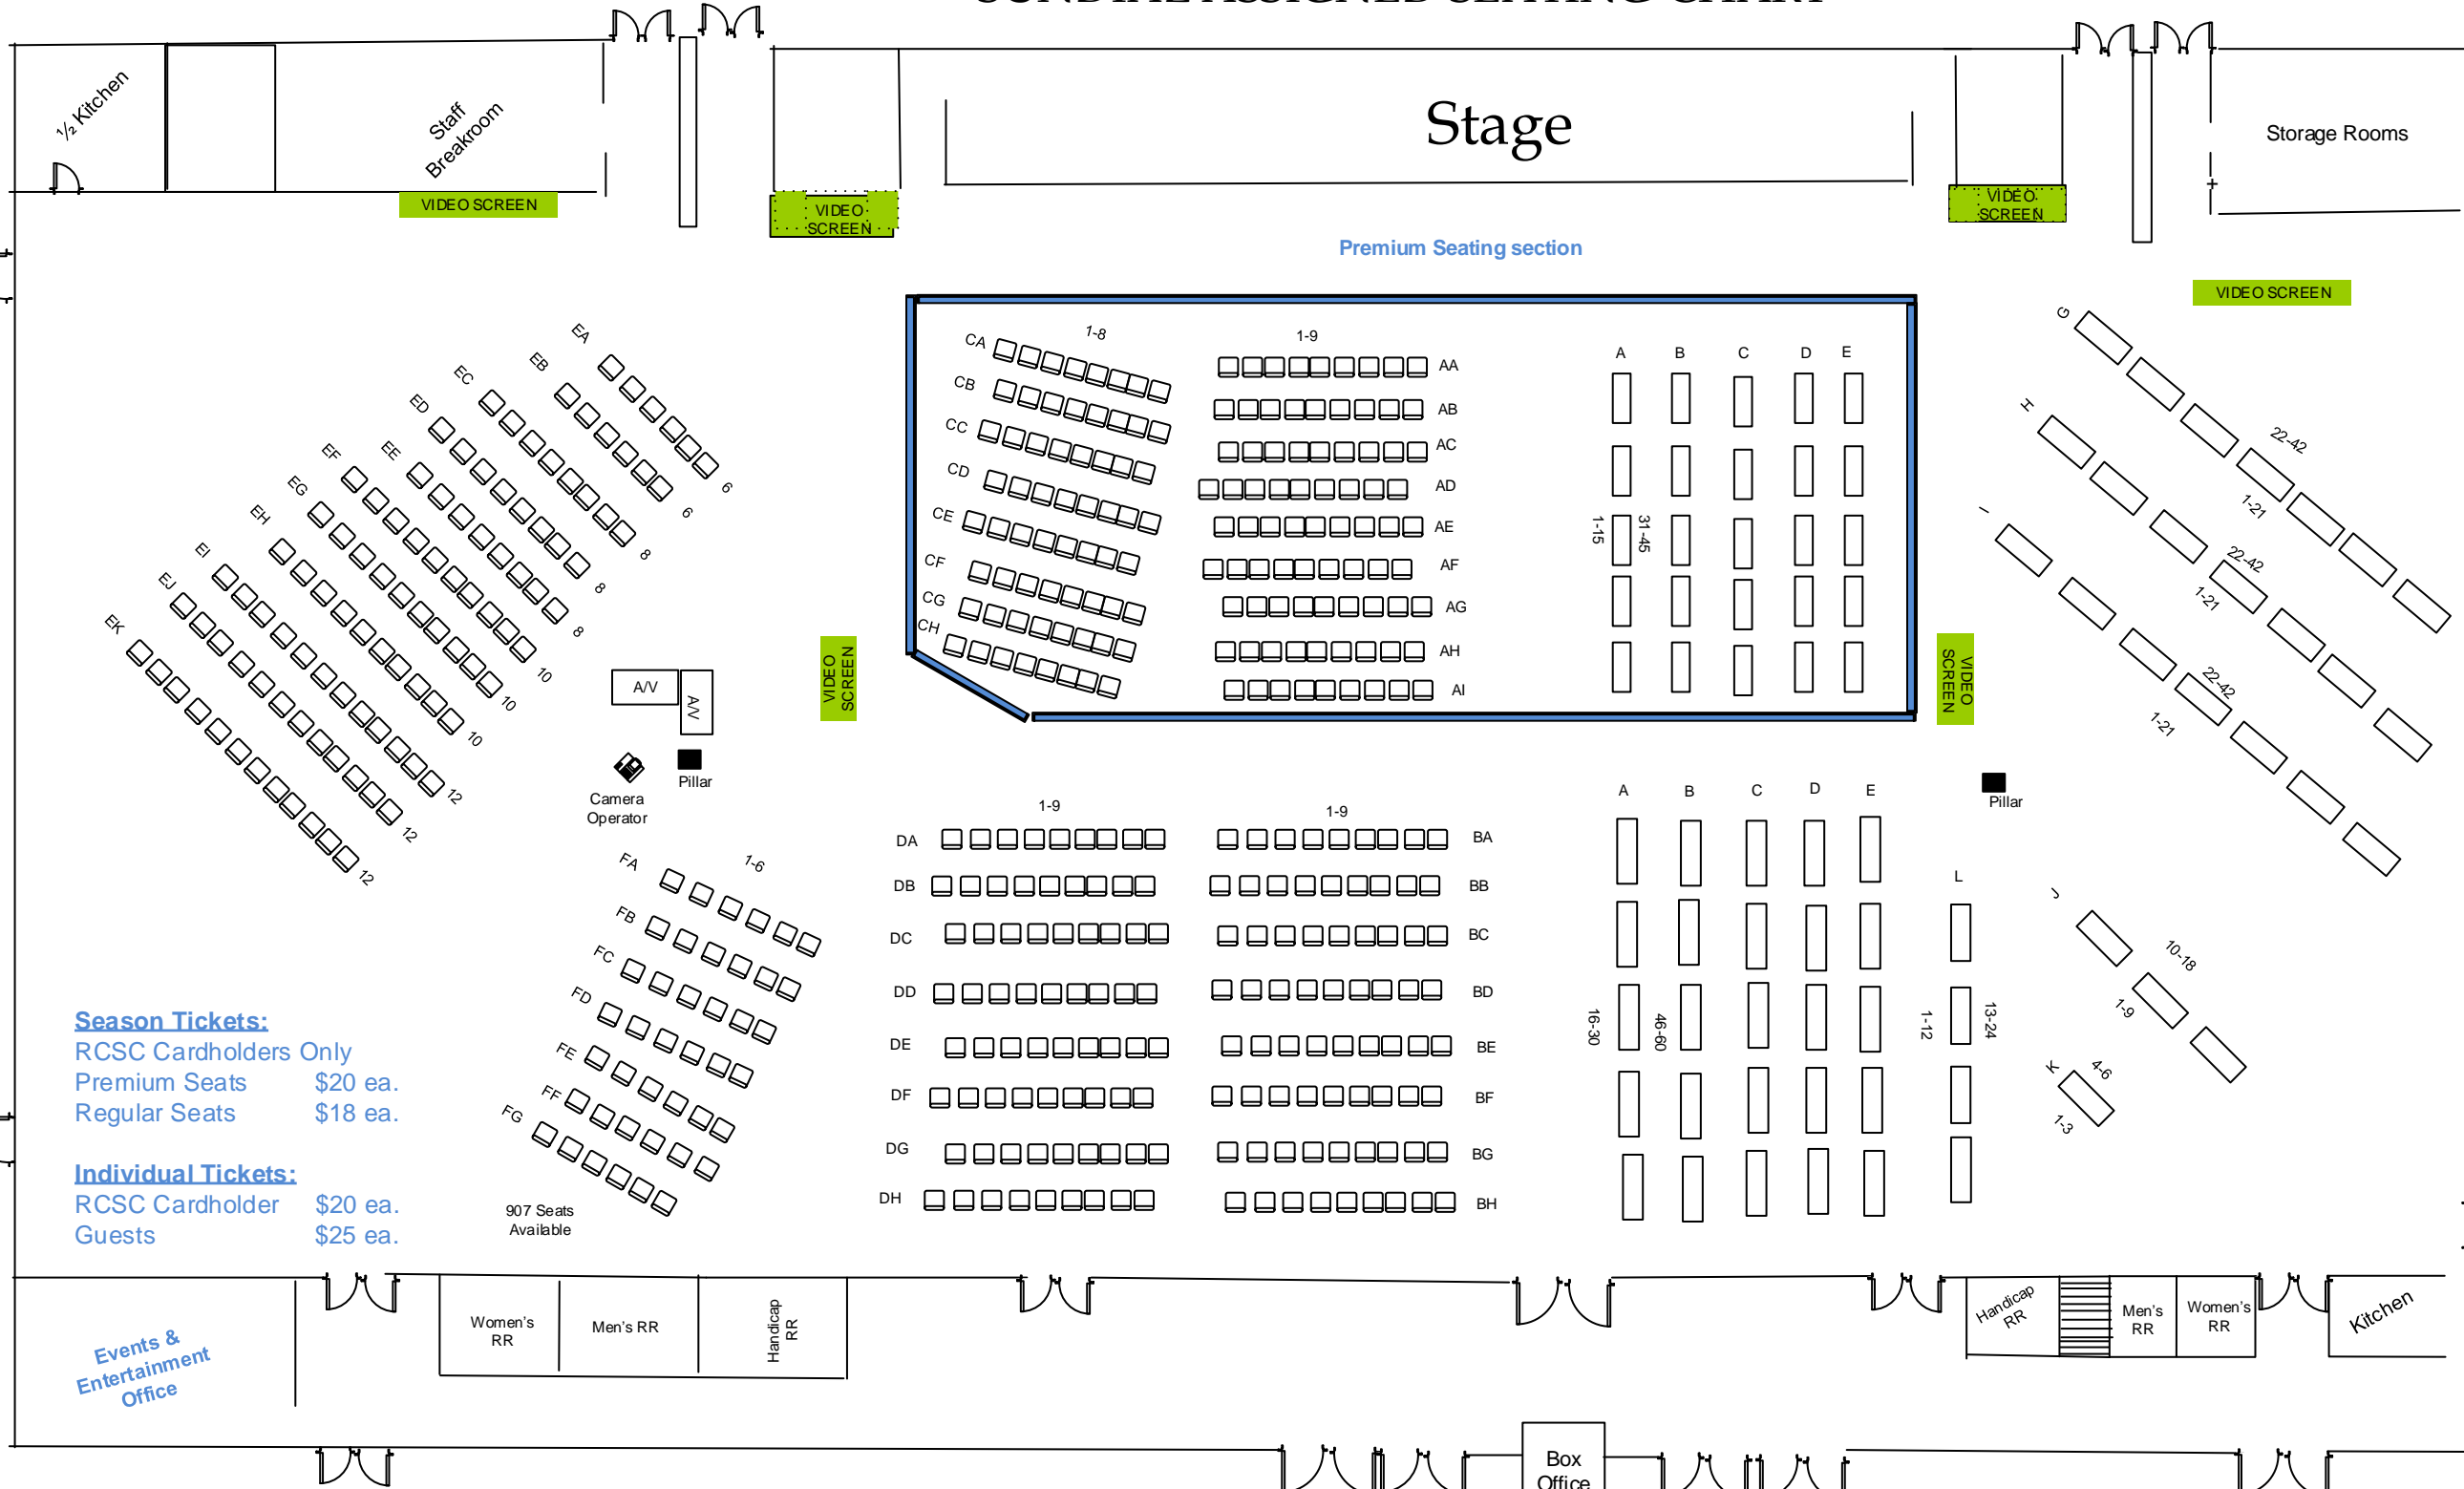 SUNDIAL ASSIGNED SEATING CHART
½ Kitchen
Staff
Breakroom
Stage
Storage Rooms
VIDEO SCREEN
VIDEO
SCREEN
VIDEO
SCREEN
Premium Seating section
VIDEO SCREEN
EA
EB
EC
ED
EE
EF
EG
EH
EI
EJ
EK
6
6
8
8
8
10
10
10
12
12
12
CA
CB
CC
CD
CE
CF
CG
CH
1-8
1-9
AA
AB
AC
AD
AE
AF
AG
AH
AI
A
B
C
D
E
1-15
31-45
G
H
I
22-42
1-21
22-42
1-21
22-42
1-21
A/V
A/V
VIDEO
SCREEN
VIDEO
SCREEN
Camera
Operator
Pillar
Pillar
FA
FB
FC
FD
FE
FF
FG
1-6
1-9
DA
DB
DC
DD
DE
DF
DG
DH
1-9
BA
BB
BC
BD
BE
BF
BG
BH
A
B
C
D
E
16-30
46-60
L
1-12
13-24
J
10-18
1-9
K
4-6
1-3
Season Tickets:
RCSC Cardholders Only
Premium Seats $20 ea.
Regular Seats $18 ea.
Individual Tickets:
RCSC Cardholder $20 ea.
Guests $25 ea.
907 Seats
Available
Events &
Entertainment
Office
Women's
RR
Men's RR
Handicap
RR
Handicap
RR
Men's
RR
Women's
RR
Kitchen
Box
Office